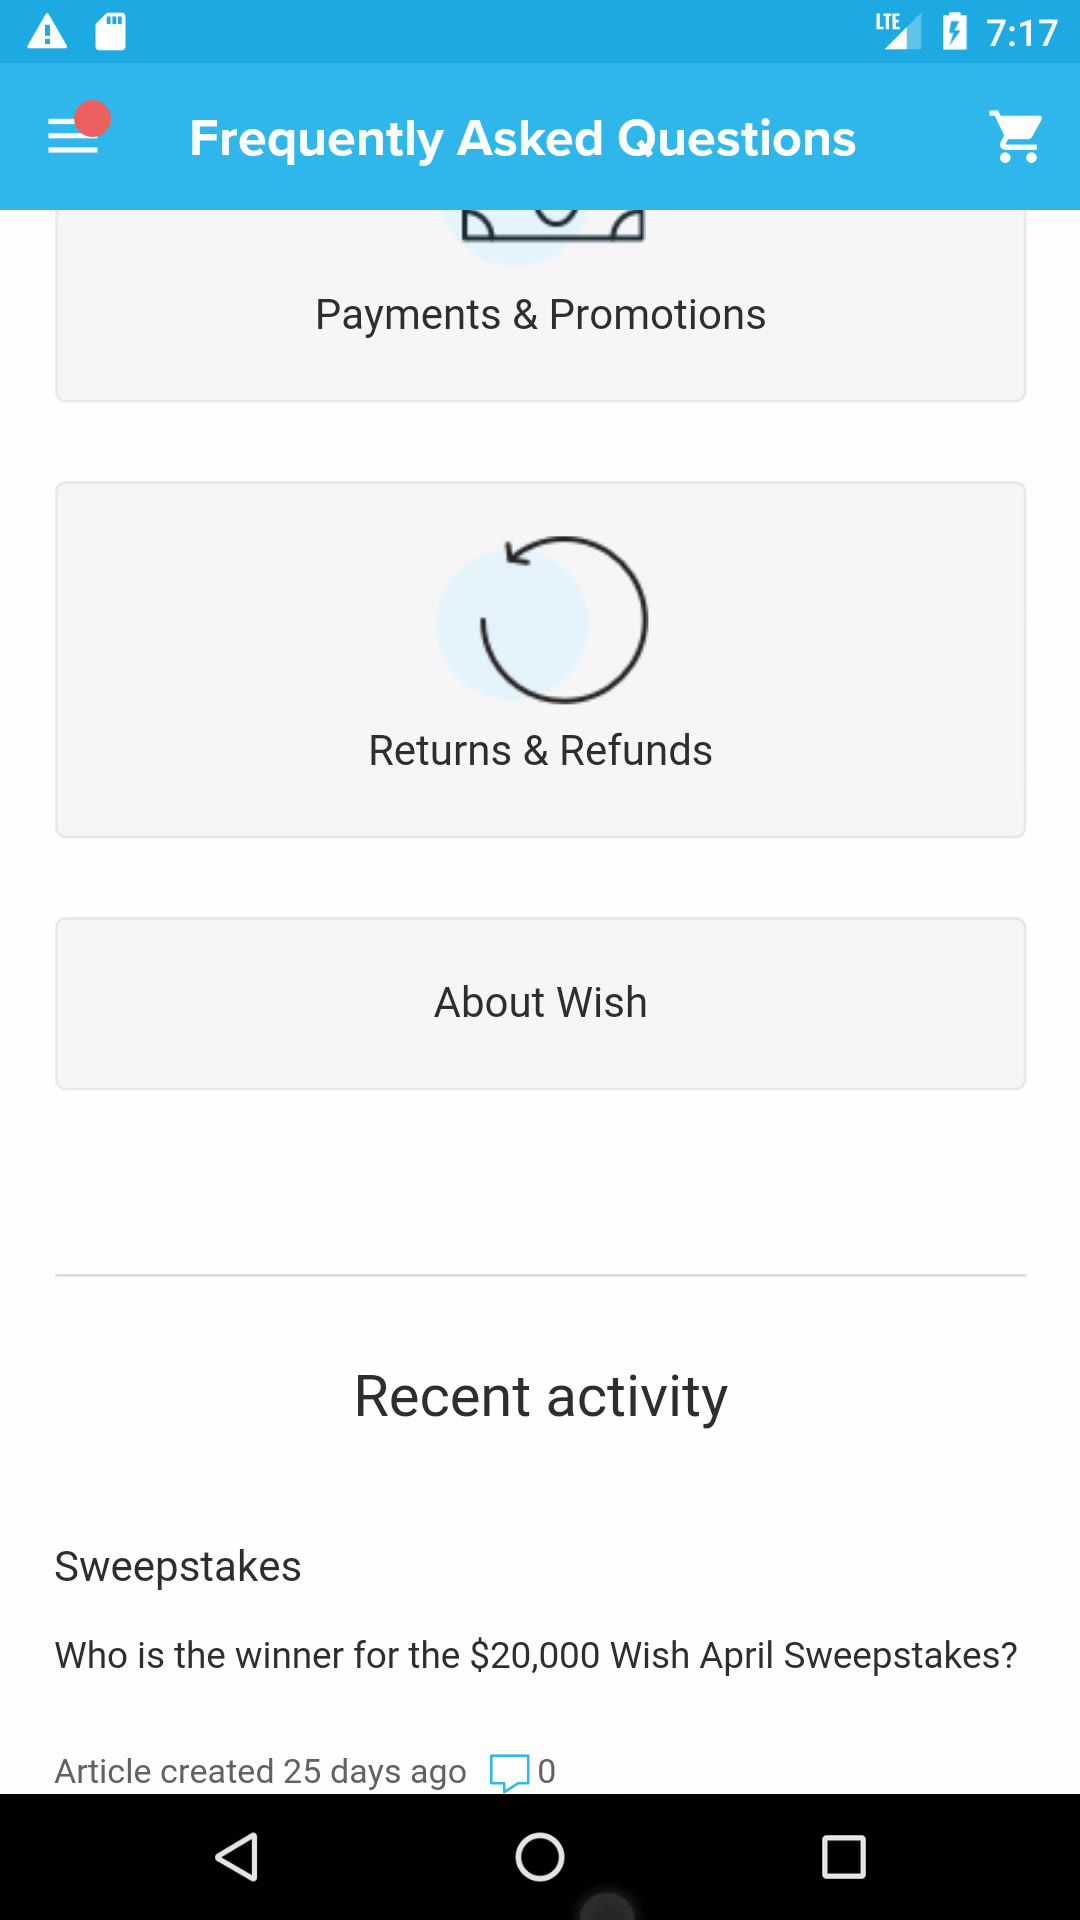 LTE 7:17
Frequently Asked Questions
Payments & Promotions
Returns & Refunds
About Wish
Recent activity
Sweepstakes
Who is the winner for the $20,000 Wish April Sweepstakes?
Article created 25 days ago 0